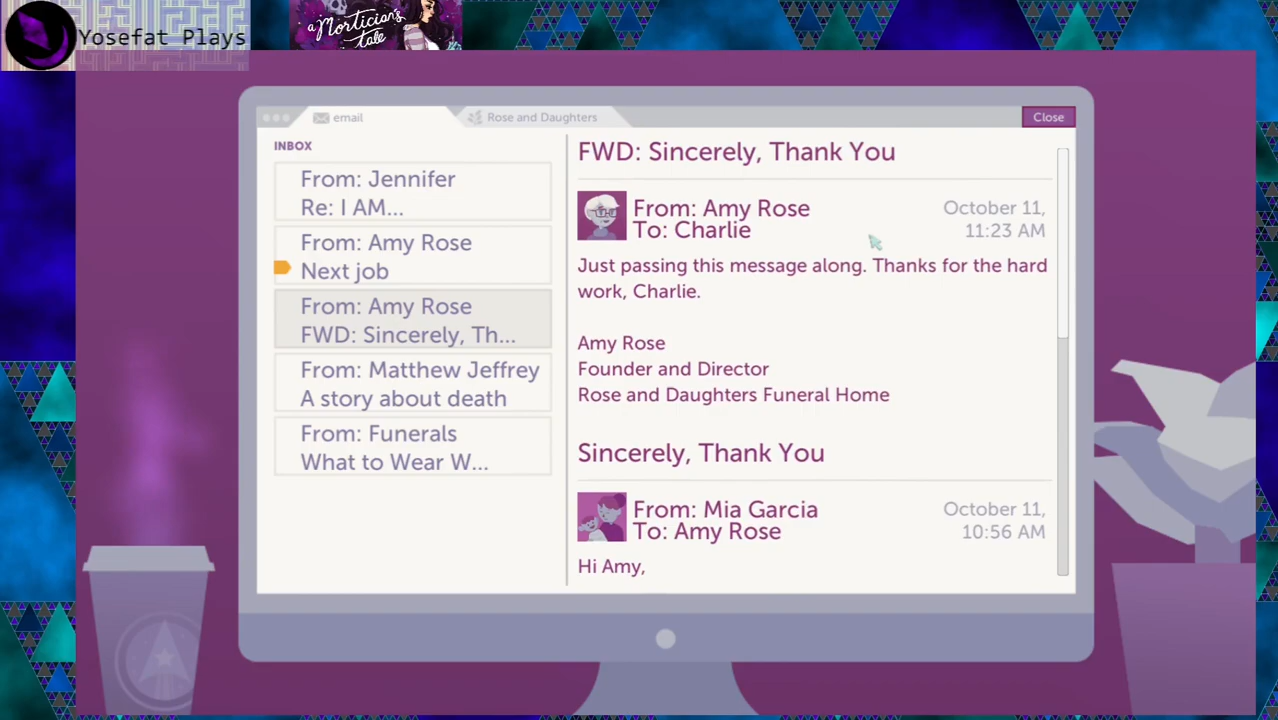 Yosefat Plays
a Mortician's
tale
email
Rose and Daughters
Close
INBOX
From: Jennifer
Re: I AM...
From: Amy Rose
Next job
From: Amy Rose
FWD: Sincerely, Th...
From: Matthew Jeffrey
A story about death
From: Funerals
What to Wear W...
FWD: Sincerely, Thank You
From: Amy Rose
To: Charlie
October 11,
11:23 AM
Just passing this message along. Thanks for the hard
work, Charlie.
Amy Rose
Founder and Director
Rose and Daughters Funeral Home
Sincerely, Thank You
From: Mia Garcia
To: Amy Rose
October 11,
10:56 AM
Hi Amy,